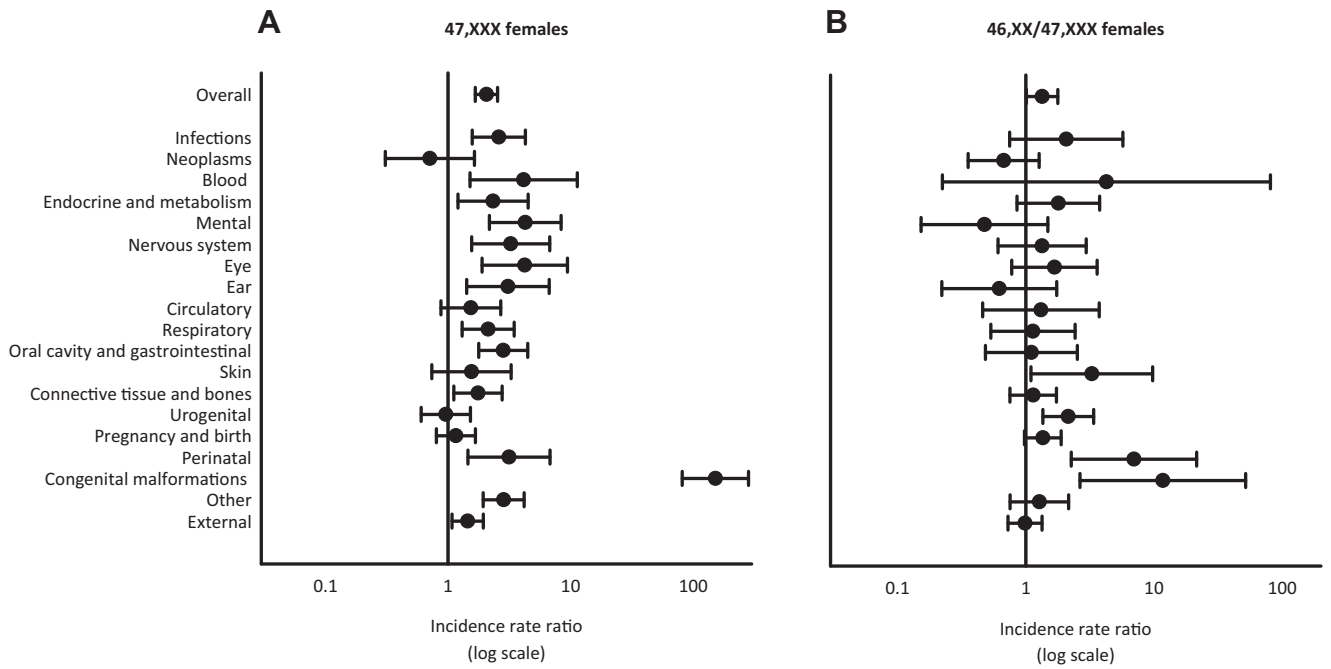 A
47,XXX females
B
46,XX/47,XXX females
Overall
Infections
Neoplasms
Blood
Endocrine and metabolism
Mental
Nervous system
Eye
Ear
Circulatory
Respiratory
Oral cavity and gastrointestinal
Skin
Connective tissue and bones
Urogenital
Pregnancy and birth
Perinatal
Congenital malformations
Other
External
0.1 1 10 100
Incidence rate ratio
(log scale)
0.1 1 10 100
Incidence rate ratio
(log scale)